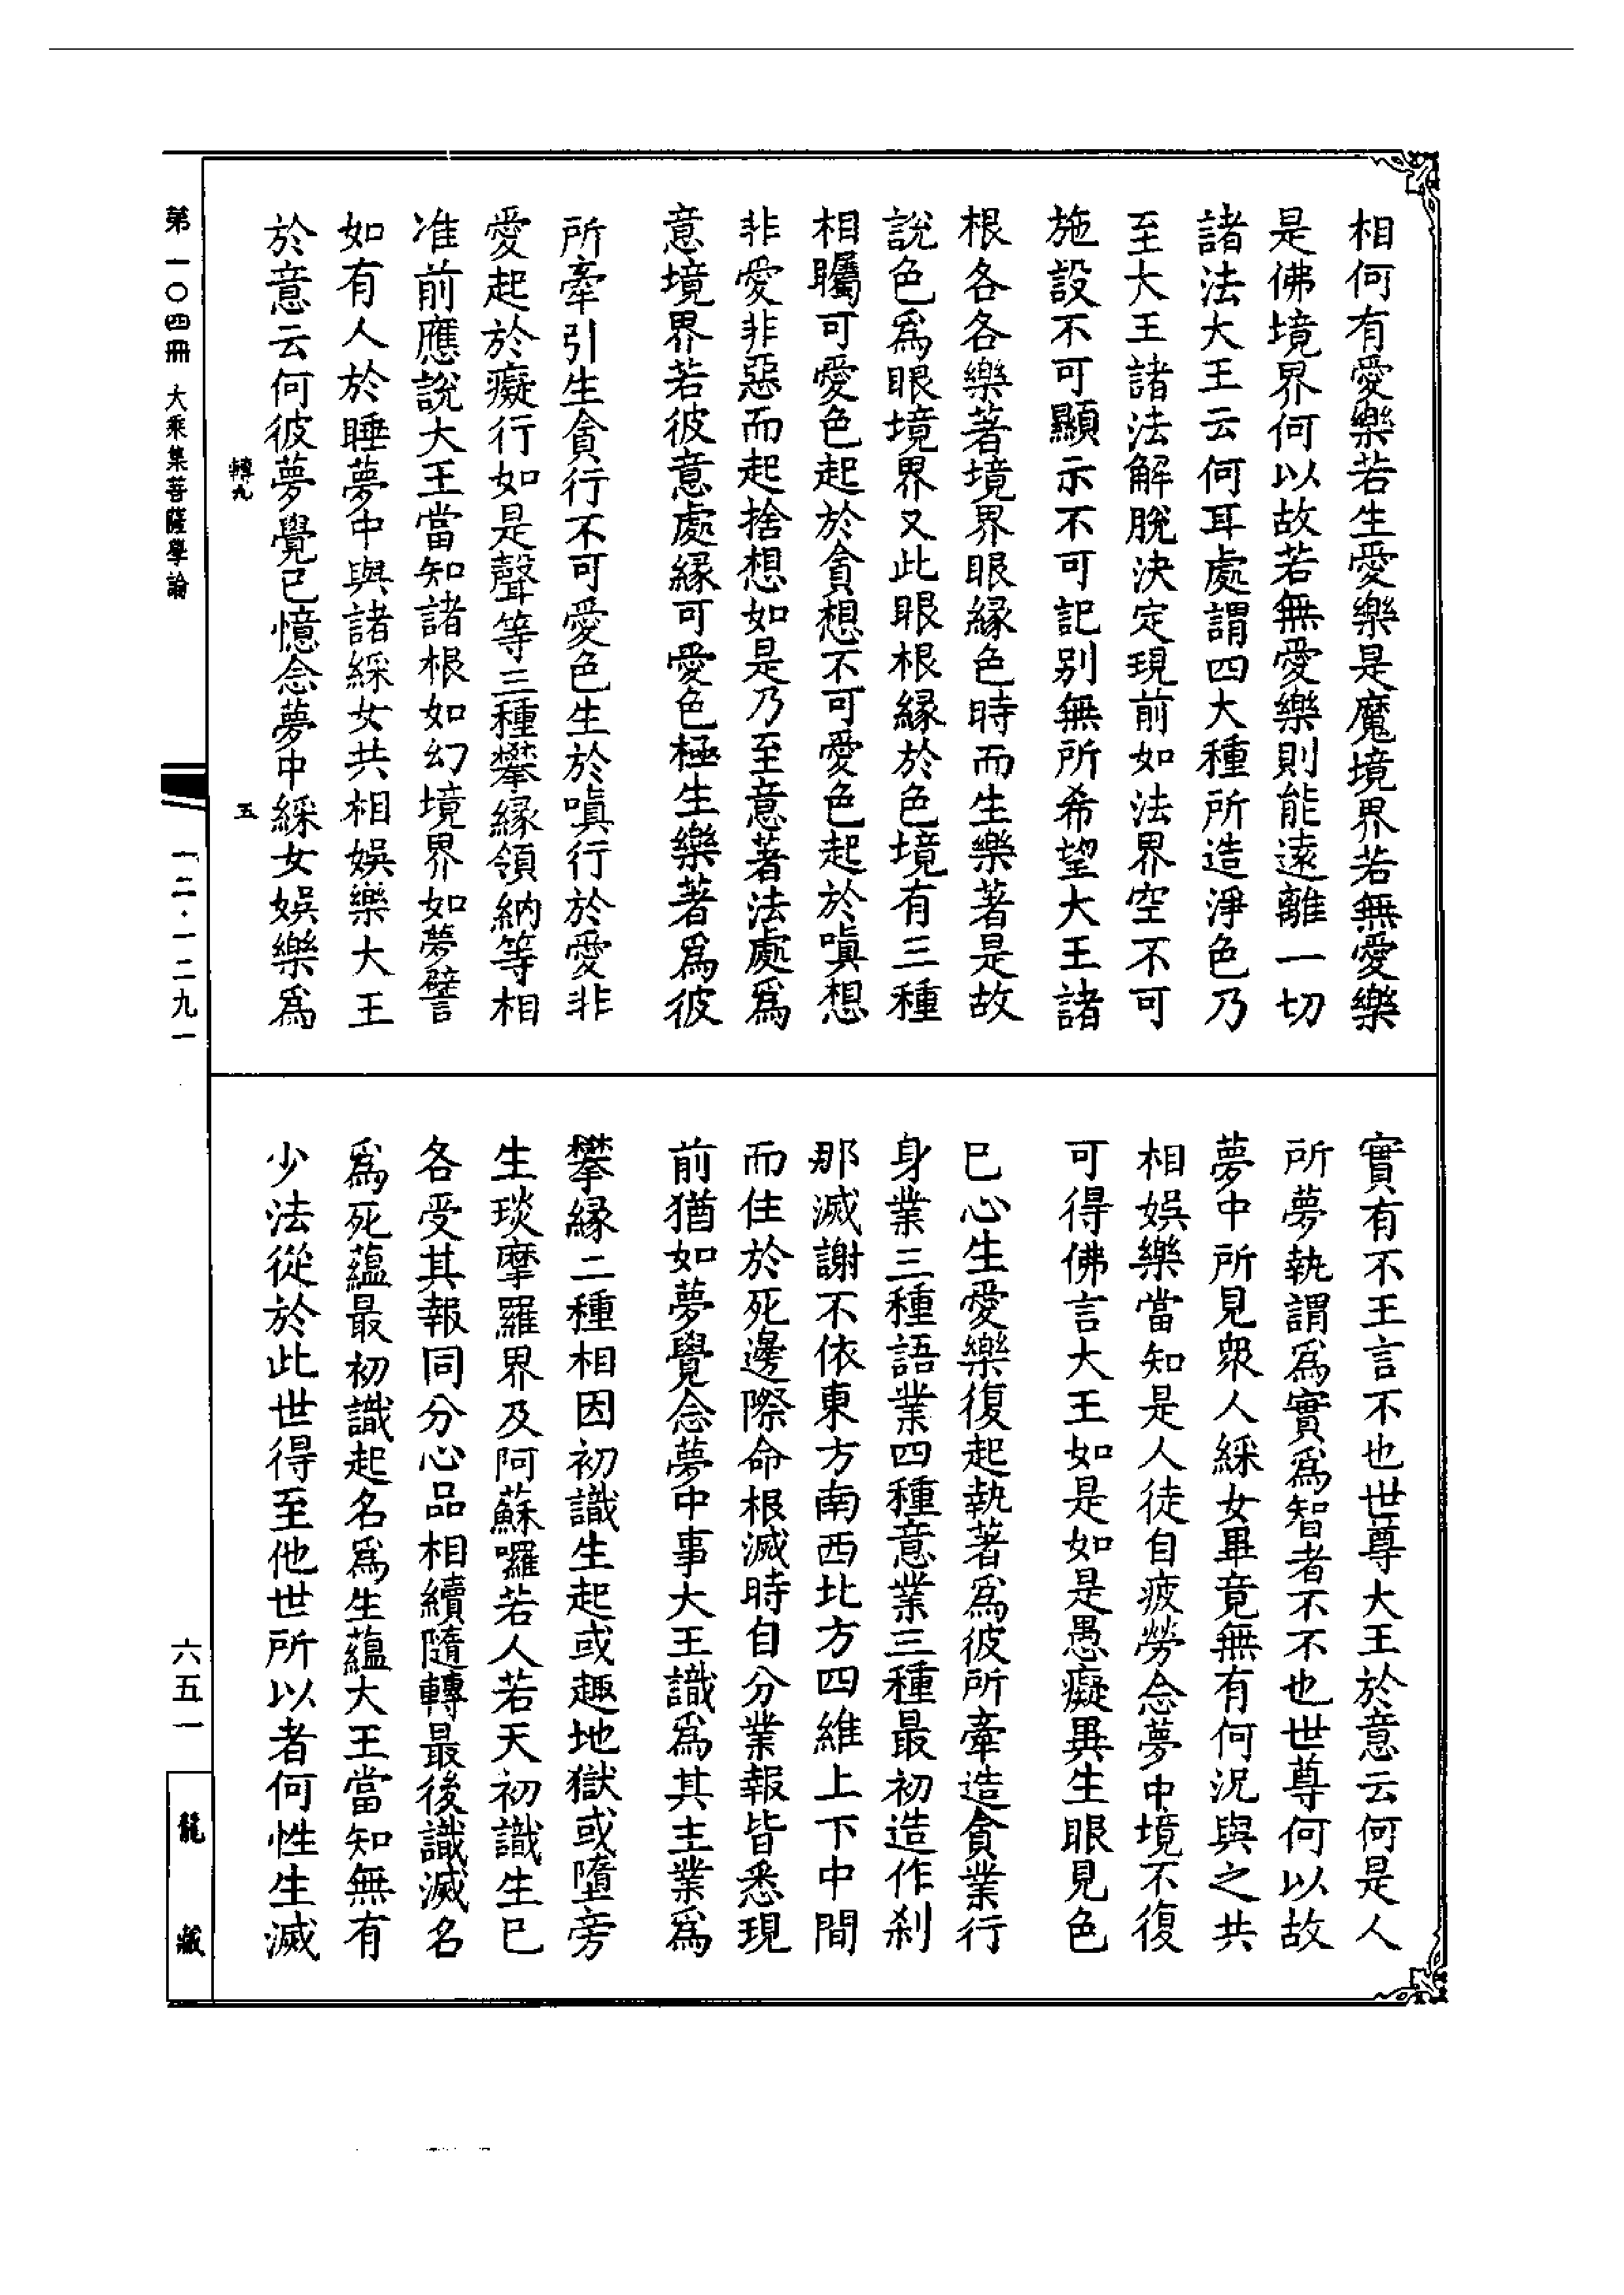 相何有愛樂若生愛樂是魔境界若無愛樂
是佛境界何以故若無愛樂則能遠離一切
諸法大王云何耳處謂四大種所造淨色乃
至大王諸法解脫決定現前如法界空不可
施設不可顯示不可記别無所希望大王諸
根各各樂著境界眼緣色時而生樂著是故
說色爲眼境界又此眼根緣於色境有三種
相矚可愛色起於貪想不可愛色起於嗔想
非愛非惡而起捨想如是乃至意著法處爲
意境界若彼意處緣可愛色極生樂著爲彼
所牽引生貪行不可愛色生於嗔行於愛非
愛起於癡行如是聲等三種攀緣領納等相
准前應說大王當知諸根如幻境界如夢譬
如有人於睡夢中與諸綵女共相娛樂大王
於意云何彼夢覺已憶念夢中綵女娛樂爲
實有不王言不也世尊大王於意云何是人
所夢執謂爲實爲智者不不也世尊何以故
夢中所見衆人綵女畢竟無有何況與之共
相娛樂當知是人徒自疲勞念夢中境不復
可得佛言大王如是如是愚癡異生眼見色
已心生愛樂復起執著爲彼所牽造貪業行
身業三種語業四種意業三種最初造作刹
那滅謝不依東方南西北方四維上下中間
而住於死邊際命根滅時自分業報皆悉現
前猶如夢覺念夢中事大王識爲其主業爲
攀緣二種相因初識生起或趣地獄或墮旁
生琰摩羅界及阿蘇囉若人若天初識生已
各受其報同分心品相續隨轉最後識滅名
爲死蘊最初識起名爲生蘊大王當知無有
少法從於此世得至他世所以者何性生滅
轉九
五
第一〇四冊 大乘集菩薩學論
一二·一二九一
六五一
龍藏